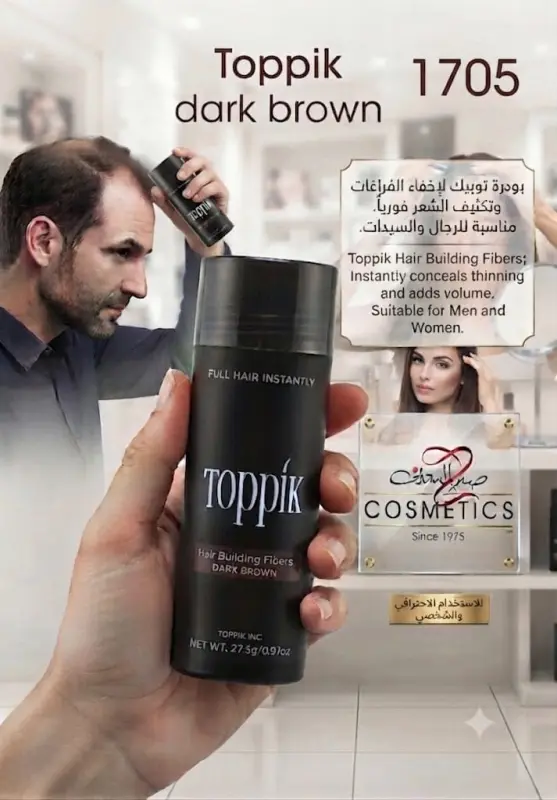 Toppik
dark brown
1705
بودرة توبيك لإخفاء الفراغات
وتكثيف الشعر فورياً.
مناسبة للرجال والسيدات.
Toppik Hair Building Fibers;
Instantly conceals thinning
and adds volume.
Suitable for Men and
Women.
TOPPIK
FULL HAIR INSTANTLY
TOPPIK
Hair Building Fibers
DARK BROWN
TOPPIK INC
NET WT. 27.5g/0.97oz
COSMETICS
Since 1975
للاستخدام الاحترافي
والشخصي